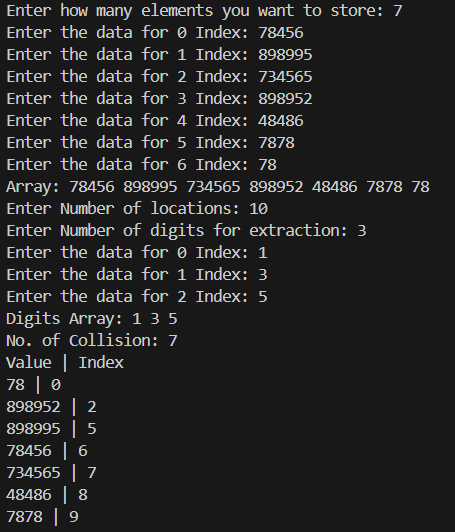 Enter how many elements you want to store: 7
Enter the data for 0 Index: 78456
Enter the data for 1 Index: 898995
Enter the data for 2 Index: 734565
Enter the data for 3 Index: 898952
Enter the data for 4 Index: 48486
Enter the data for 5 Index: 7878
Enter the data for 6 Index: 78
Array: 78456 898995 734565 898952 48486 7878 78
Enter Number of locations: 10
Enter Number of digits for extraction: 3
Enter the data for 0 Index: 1
Enter the data for 1 Index: 3
Enter the data for 2 Index: 5
Digits Array: 1 3 5
No. of Collision: 7
Value | Index
78 | 0
898952 | 2
898995 | 5
78456 | 6
734565 | 7
48486 | 8
7878 | 9